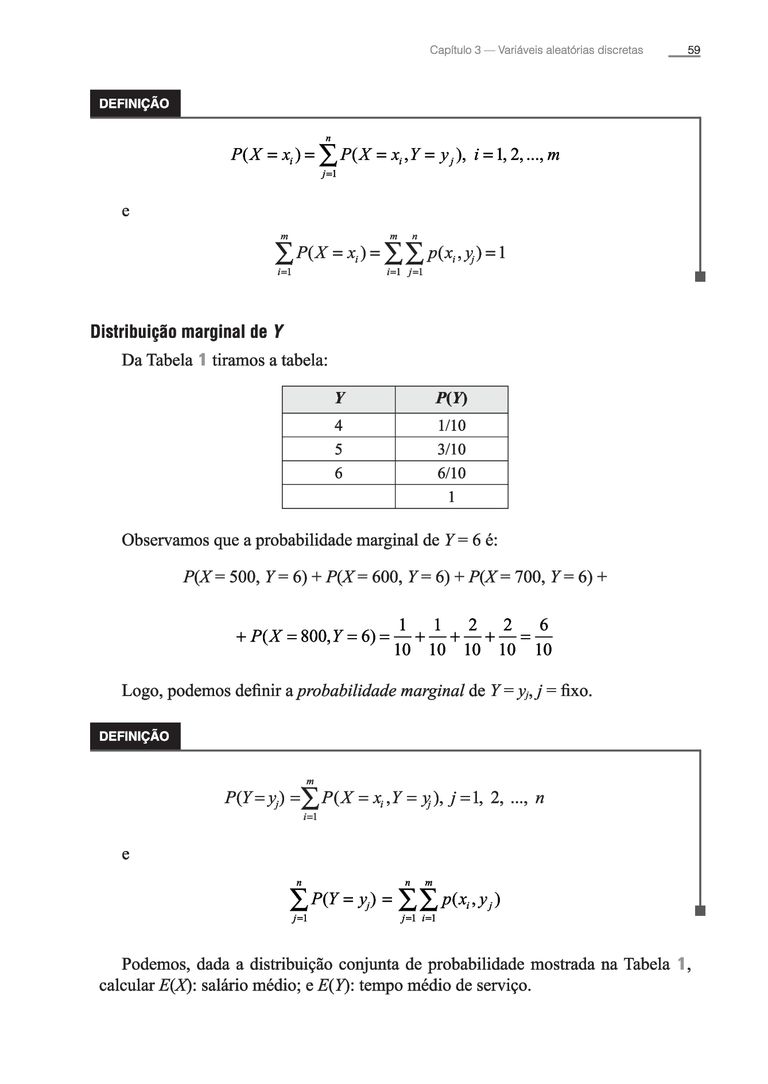 Capítulo 3 — Variáveis aleatórias discretas 59
DEFINIÇÃO
P(X = x_i) = \sum_{j=1}^{n} P(X = x_i, Y = y_j), i = 1, 2, ..., m
e
\sum_{i=1}^{m} P(X = x_i) = \sum_{i=1}^{m} \sum_{j=1}^{n} p(x_i, y_j) = 1
Distribuição marginal de Y
Da Tabela 1 tiramos a tabela:
Y P(Y)
4 1/10
5 3/10
6 6/10
1
Observamos que a probabilidade marginal de Y = 6 é:
P(X = 500, Y = 6) + P(X = 600, Y = 6) + P(X = 700, Y = 6) +
+ P(X = 800, Y = 6) = \frac{1}{10} + \frac{1}{10} + \frac{2}{10} + \frac{2}{10} = \frac{6}{10}
Logo, podemos definir a probabilidade marginal de Y = y_j, j = fixo.
DEFINIÇÃO
P(Y = y_j) = \sum_{i=1}^{m} P(X = x_i, Y = y_j), j = 1, 2, ..., n
e
\sum_{j=1}^{n} P(Y = y_j) = \sum_{j=1}^{n} \sum_{i=1}^{m} p(x_i, y_j)
Podemos, dada a distribuição conjunta de probabilidade mostrada na Tabela 1,
calcular E(X): salário médio; e E(Y): tempo médio de serviço.